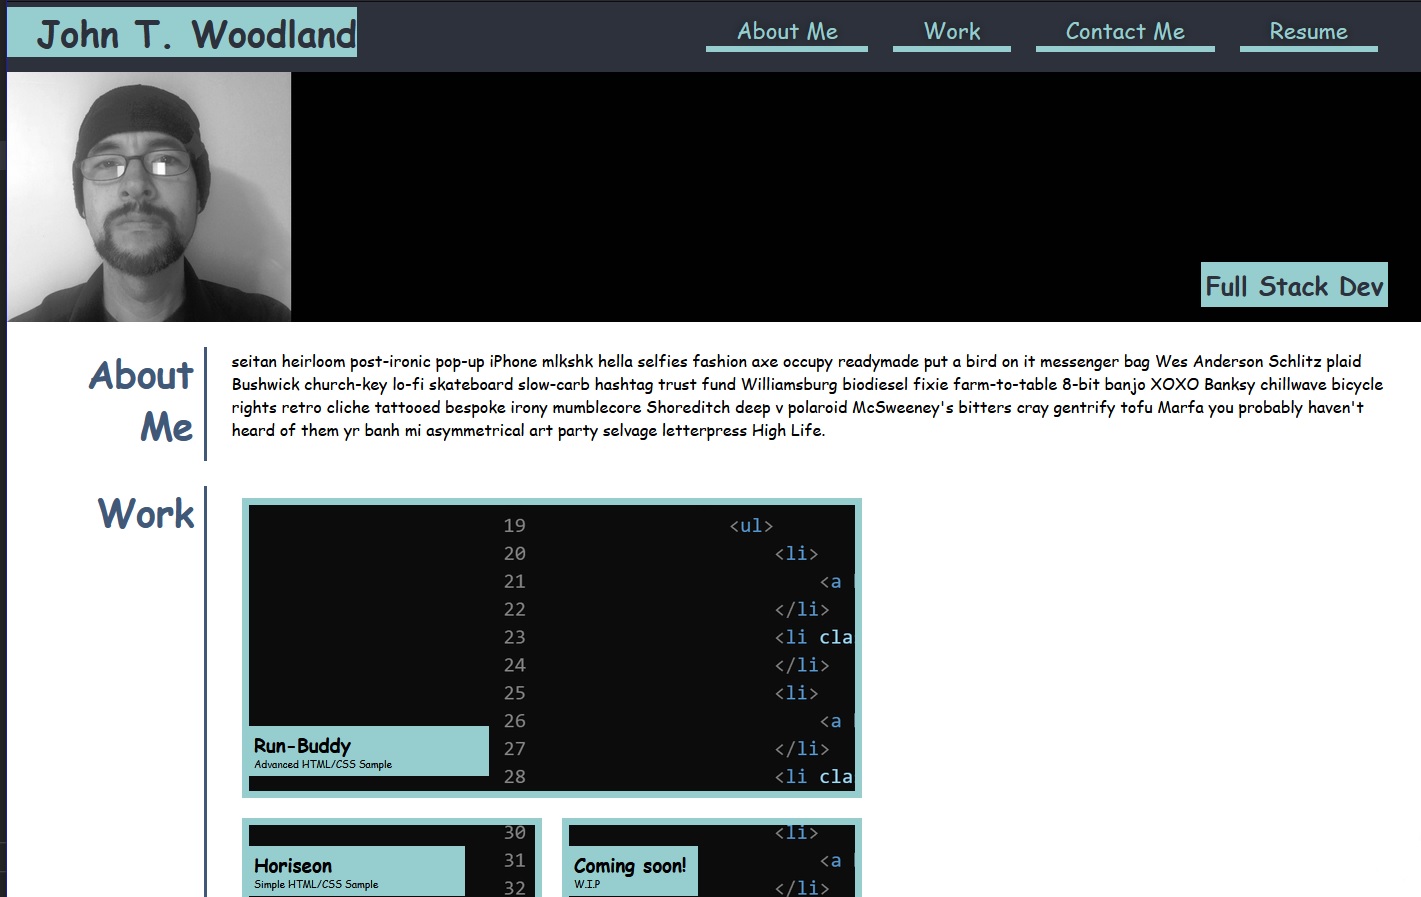 John T. Woodland
About Me Work Contact Me Resume
Full Stack Dev
About
Me
seitan heirloom post-ironic pop-up iPhone mlkshk hella selfies fashion axe occupy readymade put a bird on it messenger bag Wes Anderson Schlitz plaid
Bushwick church-key lo-fi skateboard slow-carb hashtag trust fund Williamsburg biodiesel fixie farm-to-table 8-bit banjo XOXO Banksy chillwave bicycle
rights retro cliche tattooed bespoke irony mumblecore Shoreditch deep v polaroid McSweeney's bitters cray gentrify tofu Marfa you probably haven't
heard of them yr banh mi asymmetrical art party selvage letterpress High Life.
Work
19 <ul>
20 <li>
21 <a
22 </li>
23 <li cla
24 </li>
25 <li>
26 <a
27 </li>
28 <li cla
Run-Buddy
Advanced HTML/CSS Sample
30
31
32
Horiseon
Simple HTML/CSS Sample
<li>
<a
</li>
Coming soon!
W.I.P